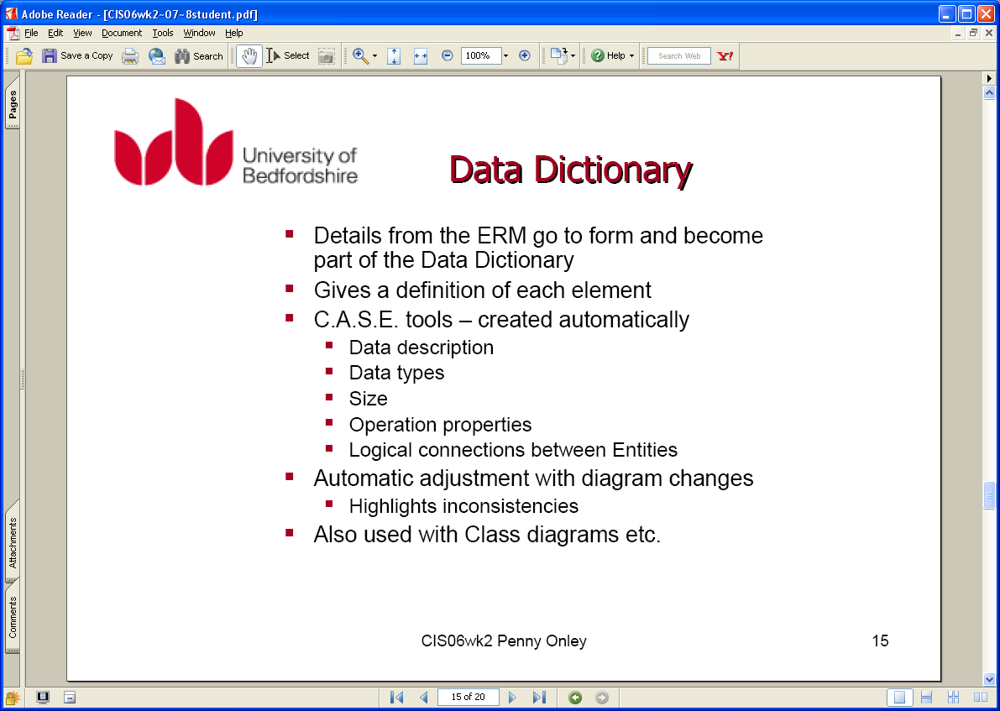 Adobe Reader - [CIS06wk2~07~8student.pdf]
File Edit View Document Tools Window Help
Save a Copy Search Select 100% Help Search Web Y!
Pages
University of
Bedfordshire
Data Dictionary
Details from the ERM go to form and become
part of the Data Dictionary
Gives a definition of each element
C.A.S.E. tools – created automatically
Data description
Data types
Size
Operation properties
Logical connections between Entities
Automatic adjustment with diagram changes
Highlights inconsistencies
Also used with Class diagrams etc.
Attachments
Comments
CIS06wk2 Penny Onley 15
15 of 20